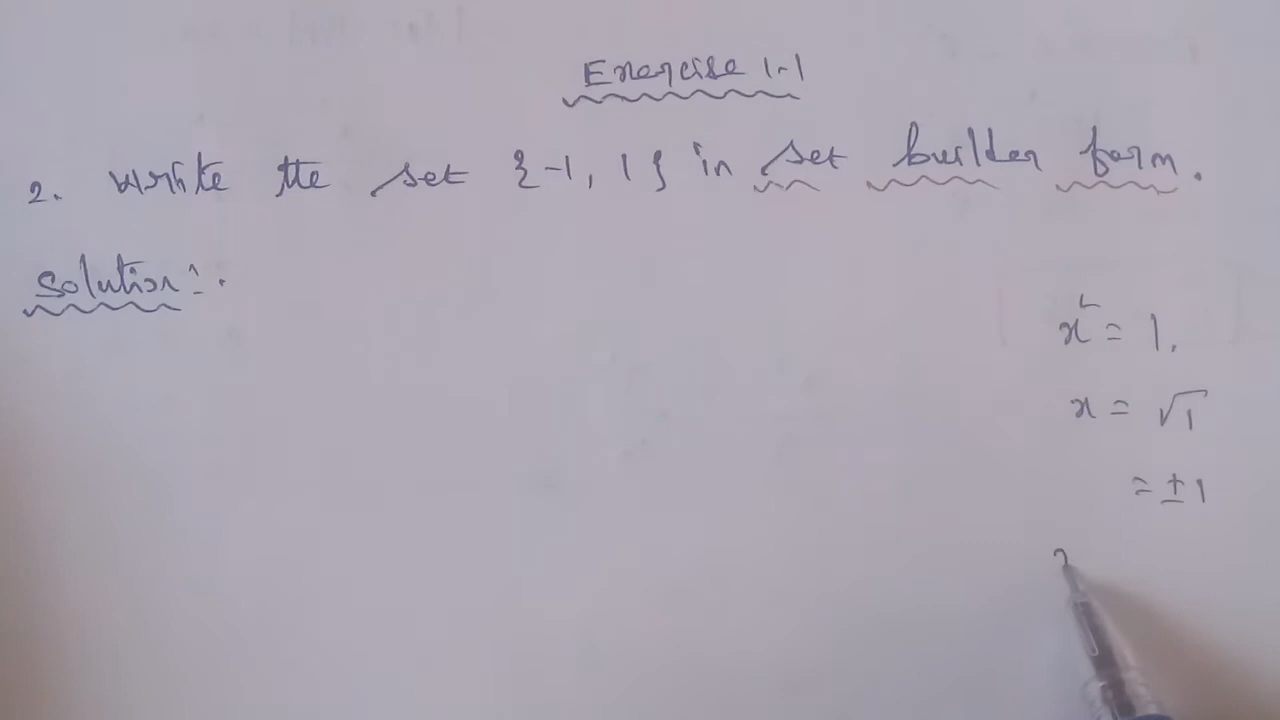 Exercise 1.1
2. Write the set {-1, 1} in set builder form.
Solution:-
x² = 1.
x = √1
= ±1